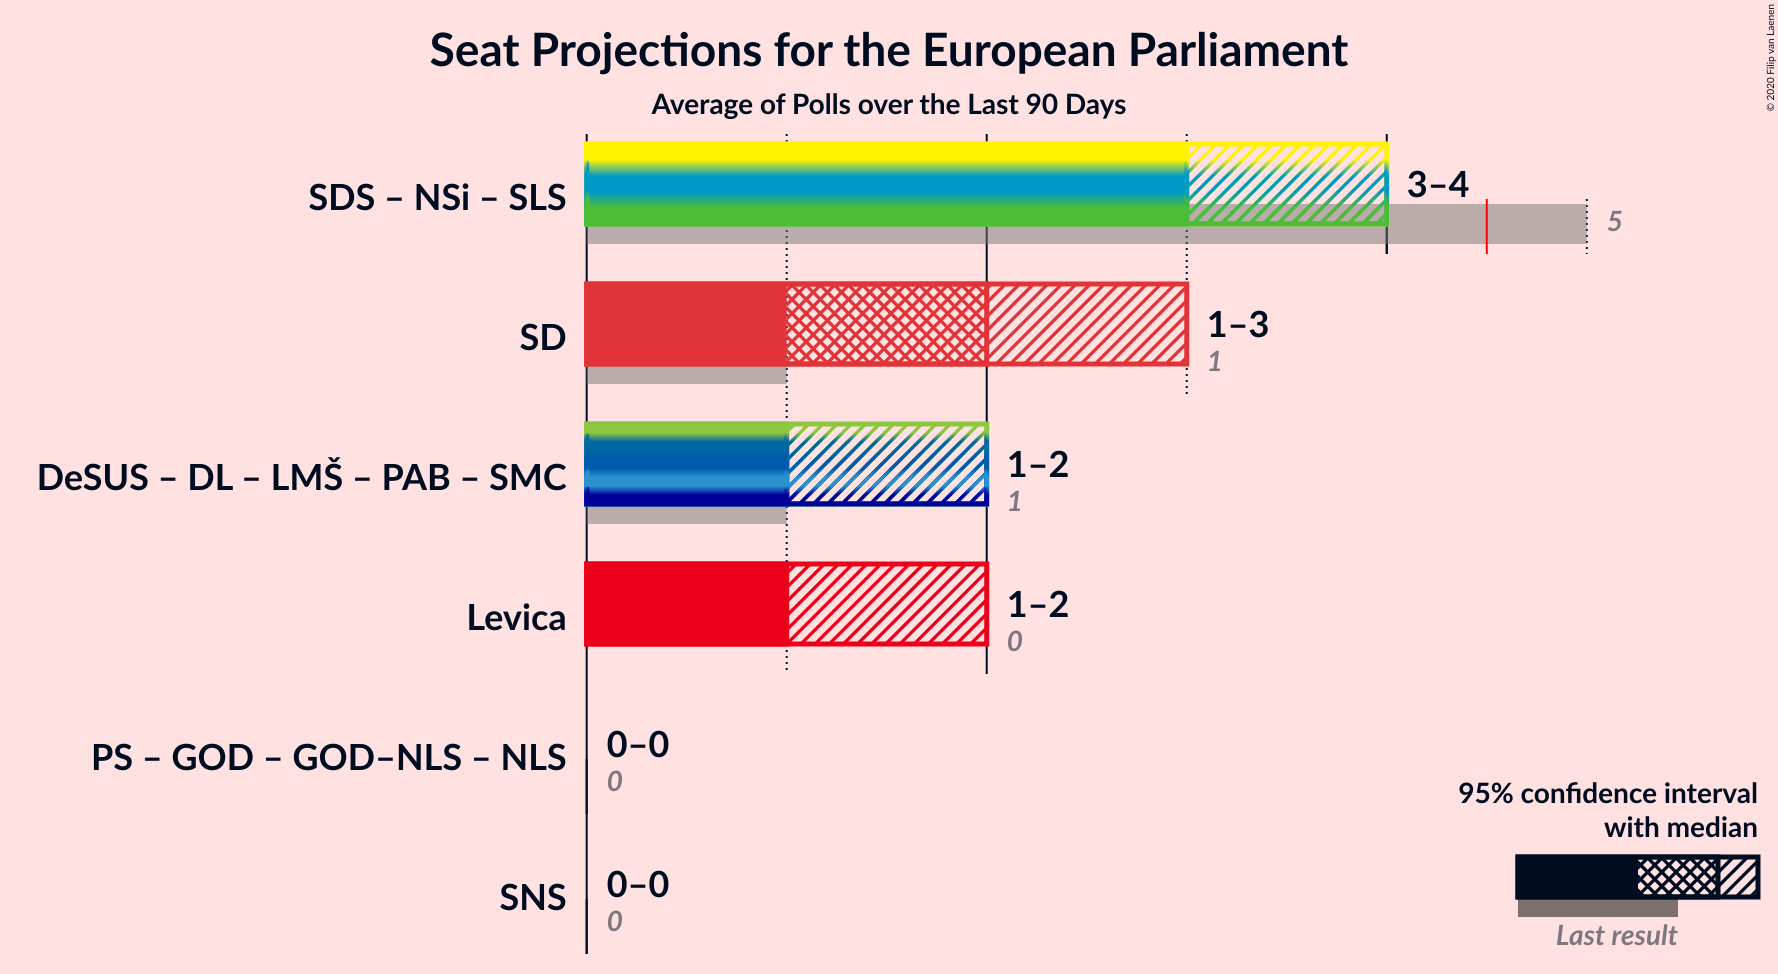 Seat Projections for the European Parliament
Average of Polls over the Last 90 Days
© 2020 Filip van Laenen
SDS – NSi – SLS
3–4
5
SD
1–3
1
DeSUS – DL – LMŠ – PAB – SMC
1–2
1
Levica
1–2
0
PS – GOD – GOD–NLS – NLS
0–0
0
SNS
0–0
0
95% confidence interval
with median
Last result